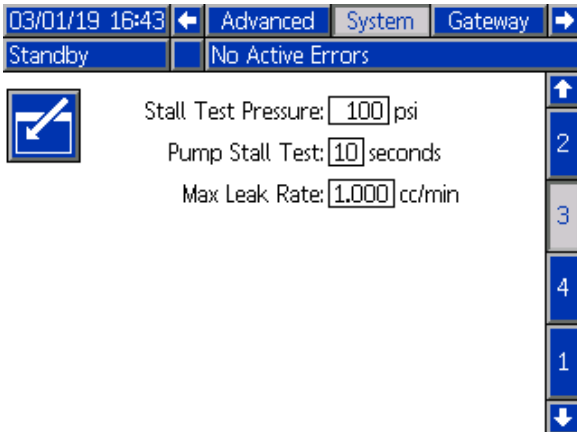 03/01/19 16:43 Advanced System Gateway
Standby No Active Errors
Stall Test Pressure: 100 psi
Pump Stall Test: 10 seconds
Max Leak Rate: 1.000 cc/min
2
3
4
1